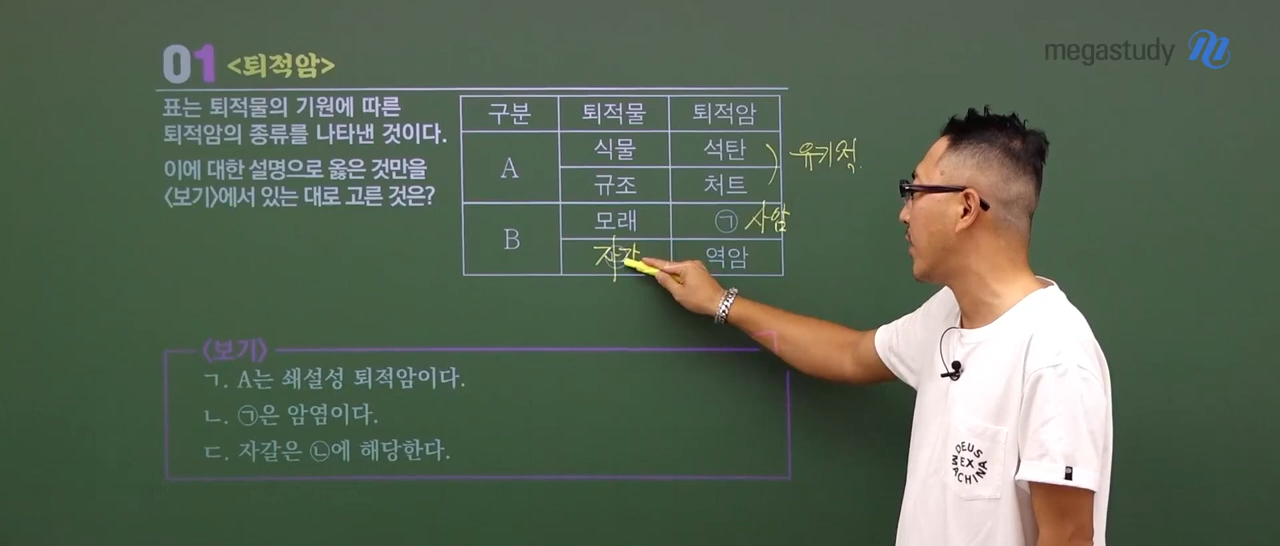 megastudy
01 <퇴적암>
표는 퇴적물의 기원에 따른
퇴적암의 종류를 나타낸 것이다.
이에 대한 설명으로 옳은 것만을
<보기>에서 있는 대로 고른 것은?
구분 퇴적물 퇴적암
A 식물 석탄
규조 처트
유기적
B 모래 ㉠ 사암
자갈 역암
<보기>
ㄱ. A는 쇄설성 퇴적암이다.
ㄴ. ㉠은 암염이다.
ㄷ. 자갈은 ㉡에 해당한다.
DEUS
EX
MACHINA